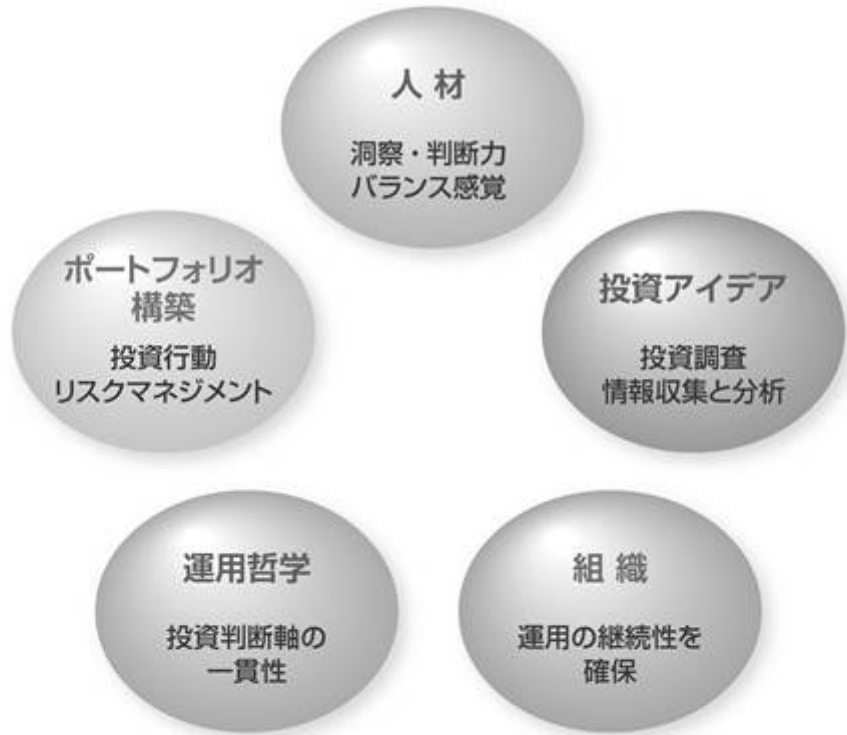 人 材
洞察・判断力
バランス感覚
ポートフォリオ
構築
投資行動
リスクマネジメント
投資アイデア
投資調査
情報収集と分析
運用哲学
投資判断軸の
一貫性
組 織
運用の継続性を
確保